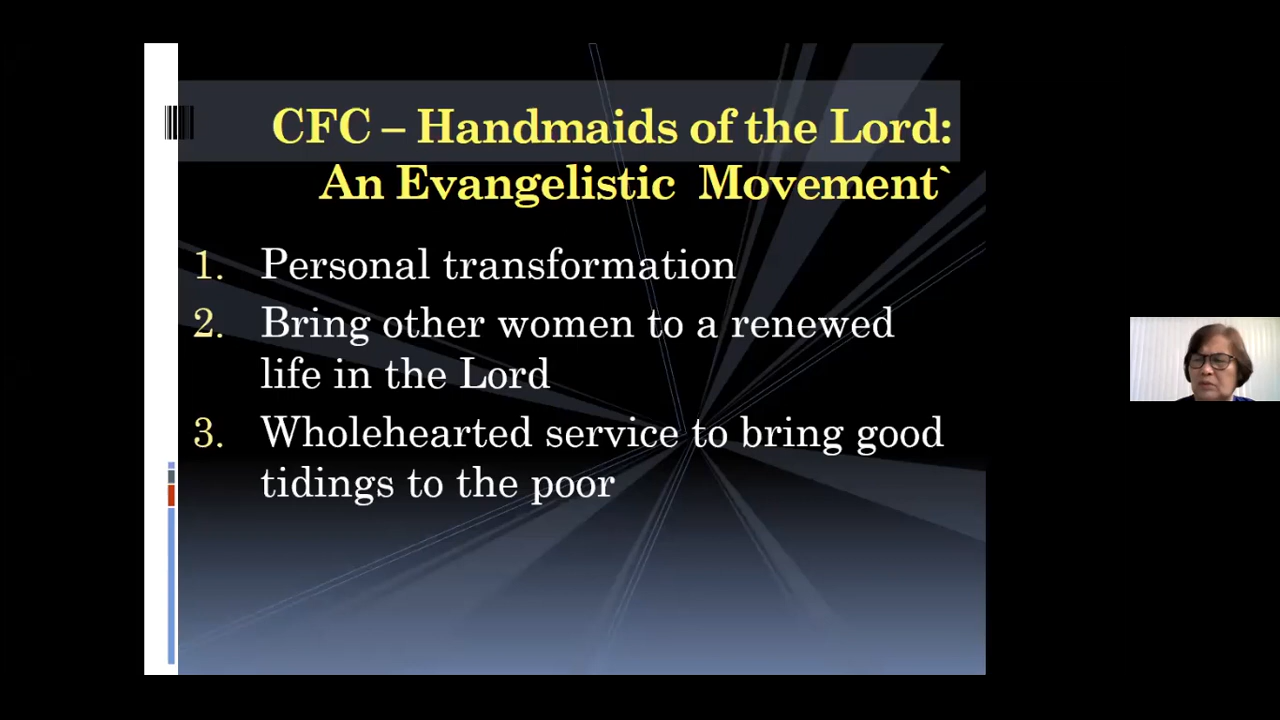 CFC – Handmaids of the Lord:
An Evangelistic  Movement`
1. Personal transformation
2. Bring other women to a renewed
life in the Lord
3. Wholehearted service to bring good
tidings to the poor